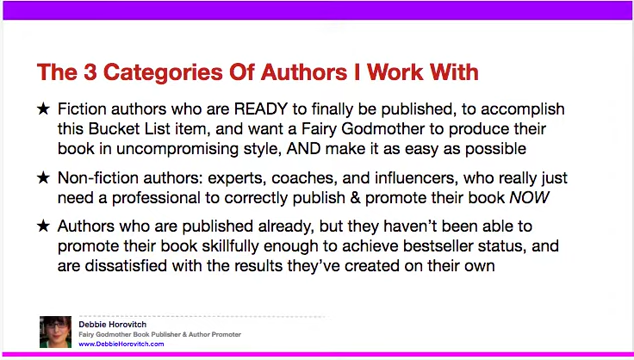 The 3 Categories Of Authors I Work With
★ Fiction authors who are READY to finally be published, to accomplish
this Bucket List item, and want a Fairy Godmother to produce their
book in uncompromising style, AND make it as easy as possible
★ Non-fiction authors: experts, coaches, and influencers, who really just
need a professional to correctly publish & promote their book NOW
★ Authors who are published already, but they haven't been able to
promote their book skillfully enough to achieve bestseller status, and
are dissatisfied with the results they've created on their own
Debbie Horovitch
Fairy Godmother Book Publisher & Author Promoter
www.DebbieHorovitch.com